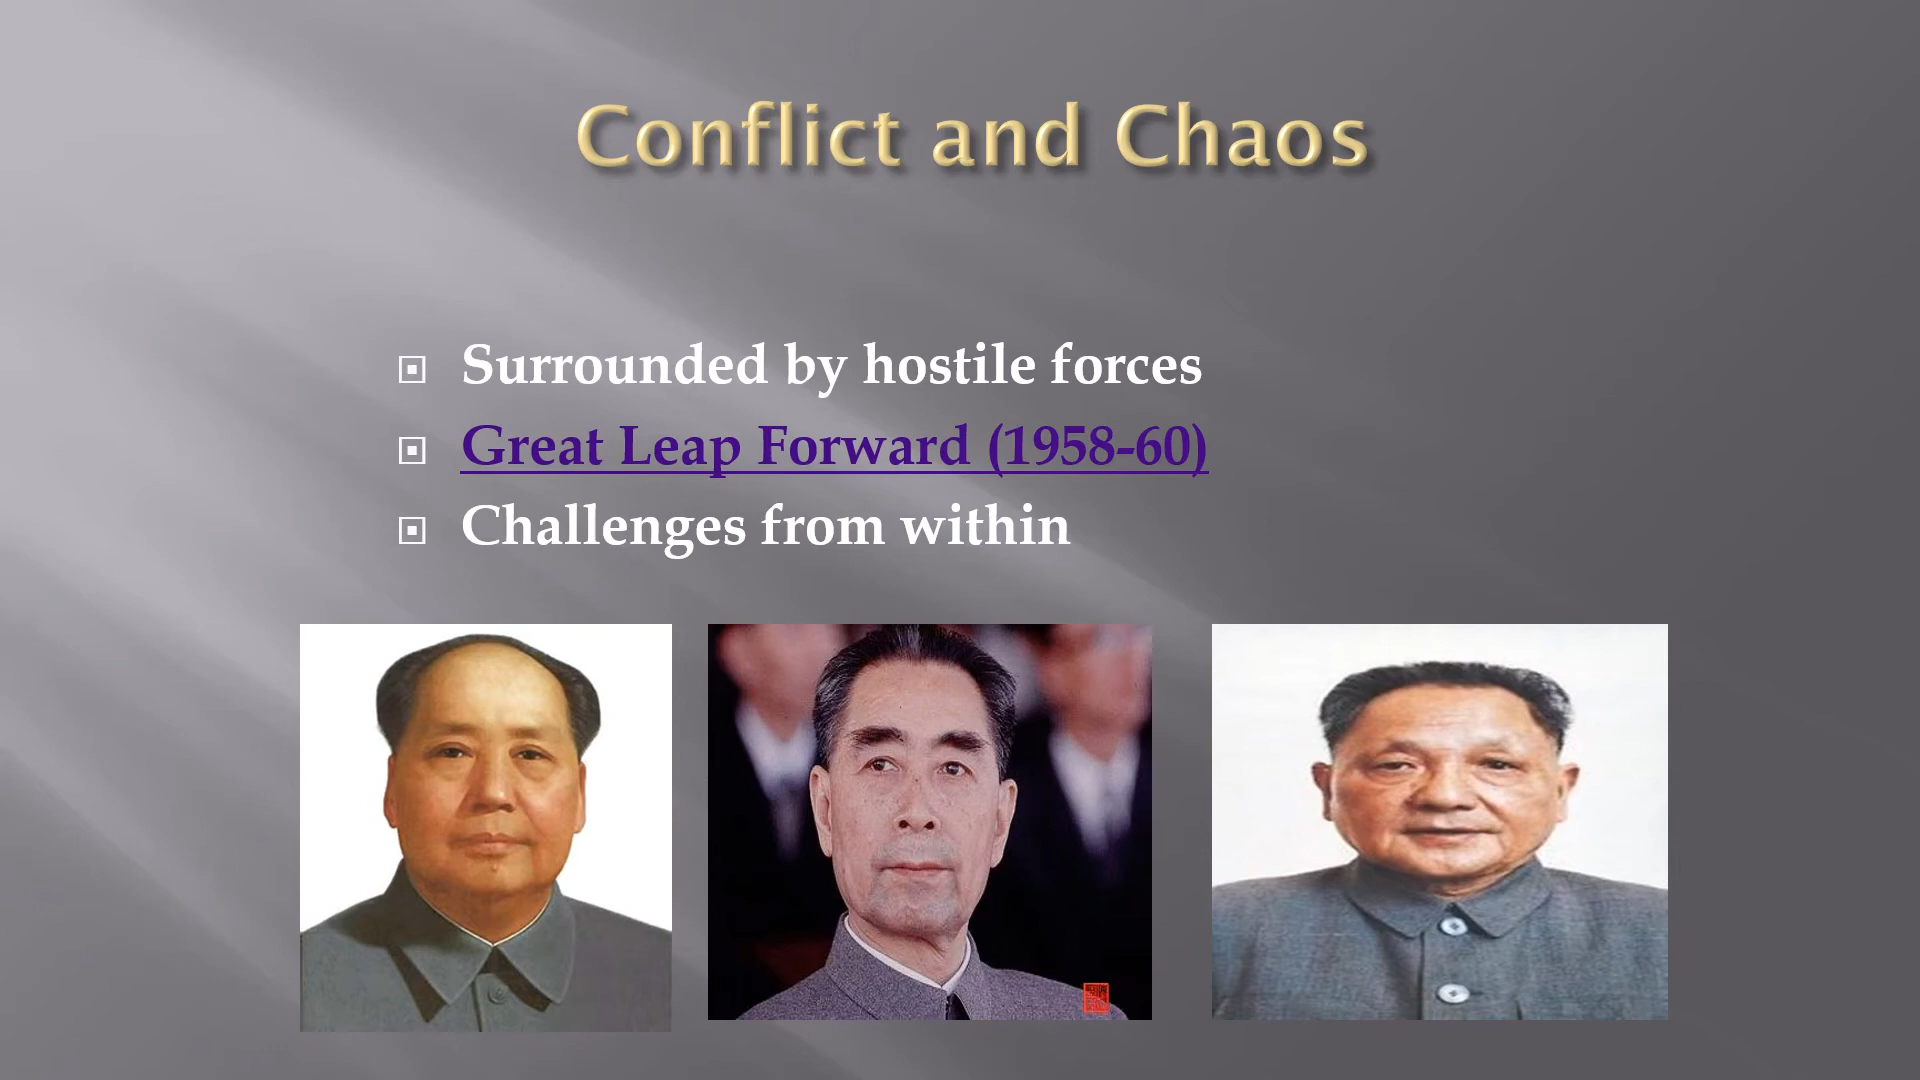 Conflict and Chaos
Surrounded by hostile forces
Great Leap Forward (1958-60)
Challenges from within